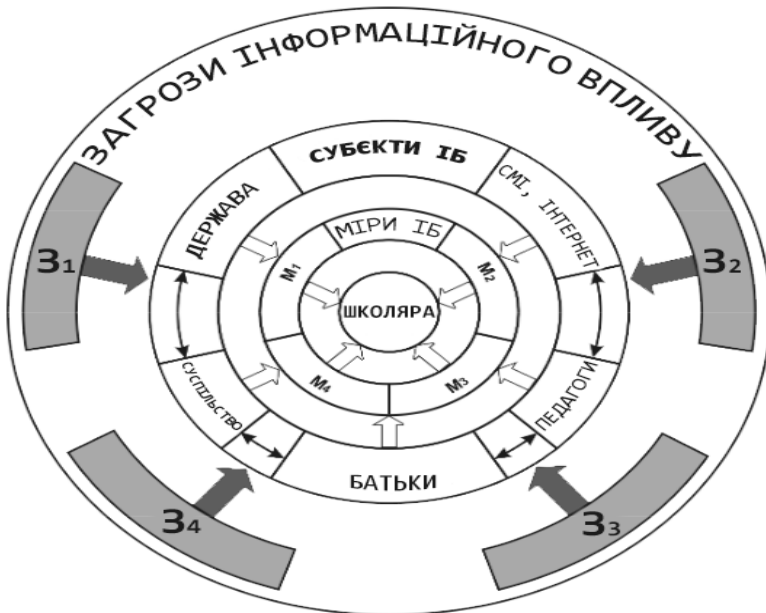 ЗАГРОЗИ ІНФОРМАЦІЙНОГО ВПЛИВУ
СУБЄКТИ ІБ
ДЕРЖАВА
СМІ, ІНТЕРНЕТ
МІРИ ІБ
З1
З2
М1
М2
ШКОЛЯРА
М4
М3
СУСПІЛЬСТВО
ПЕДАГОГИ
БАТЬКИ
З4
З3